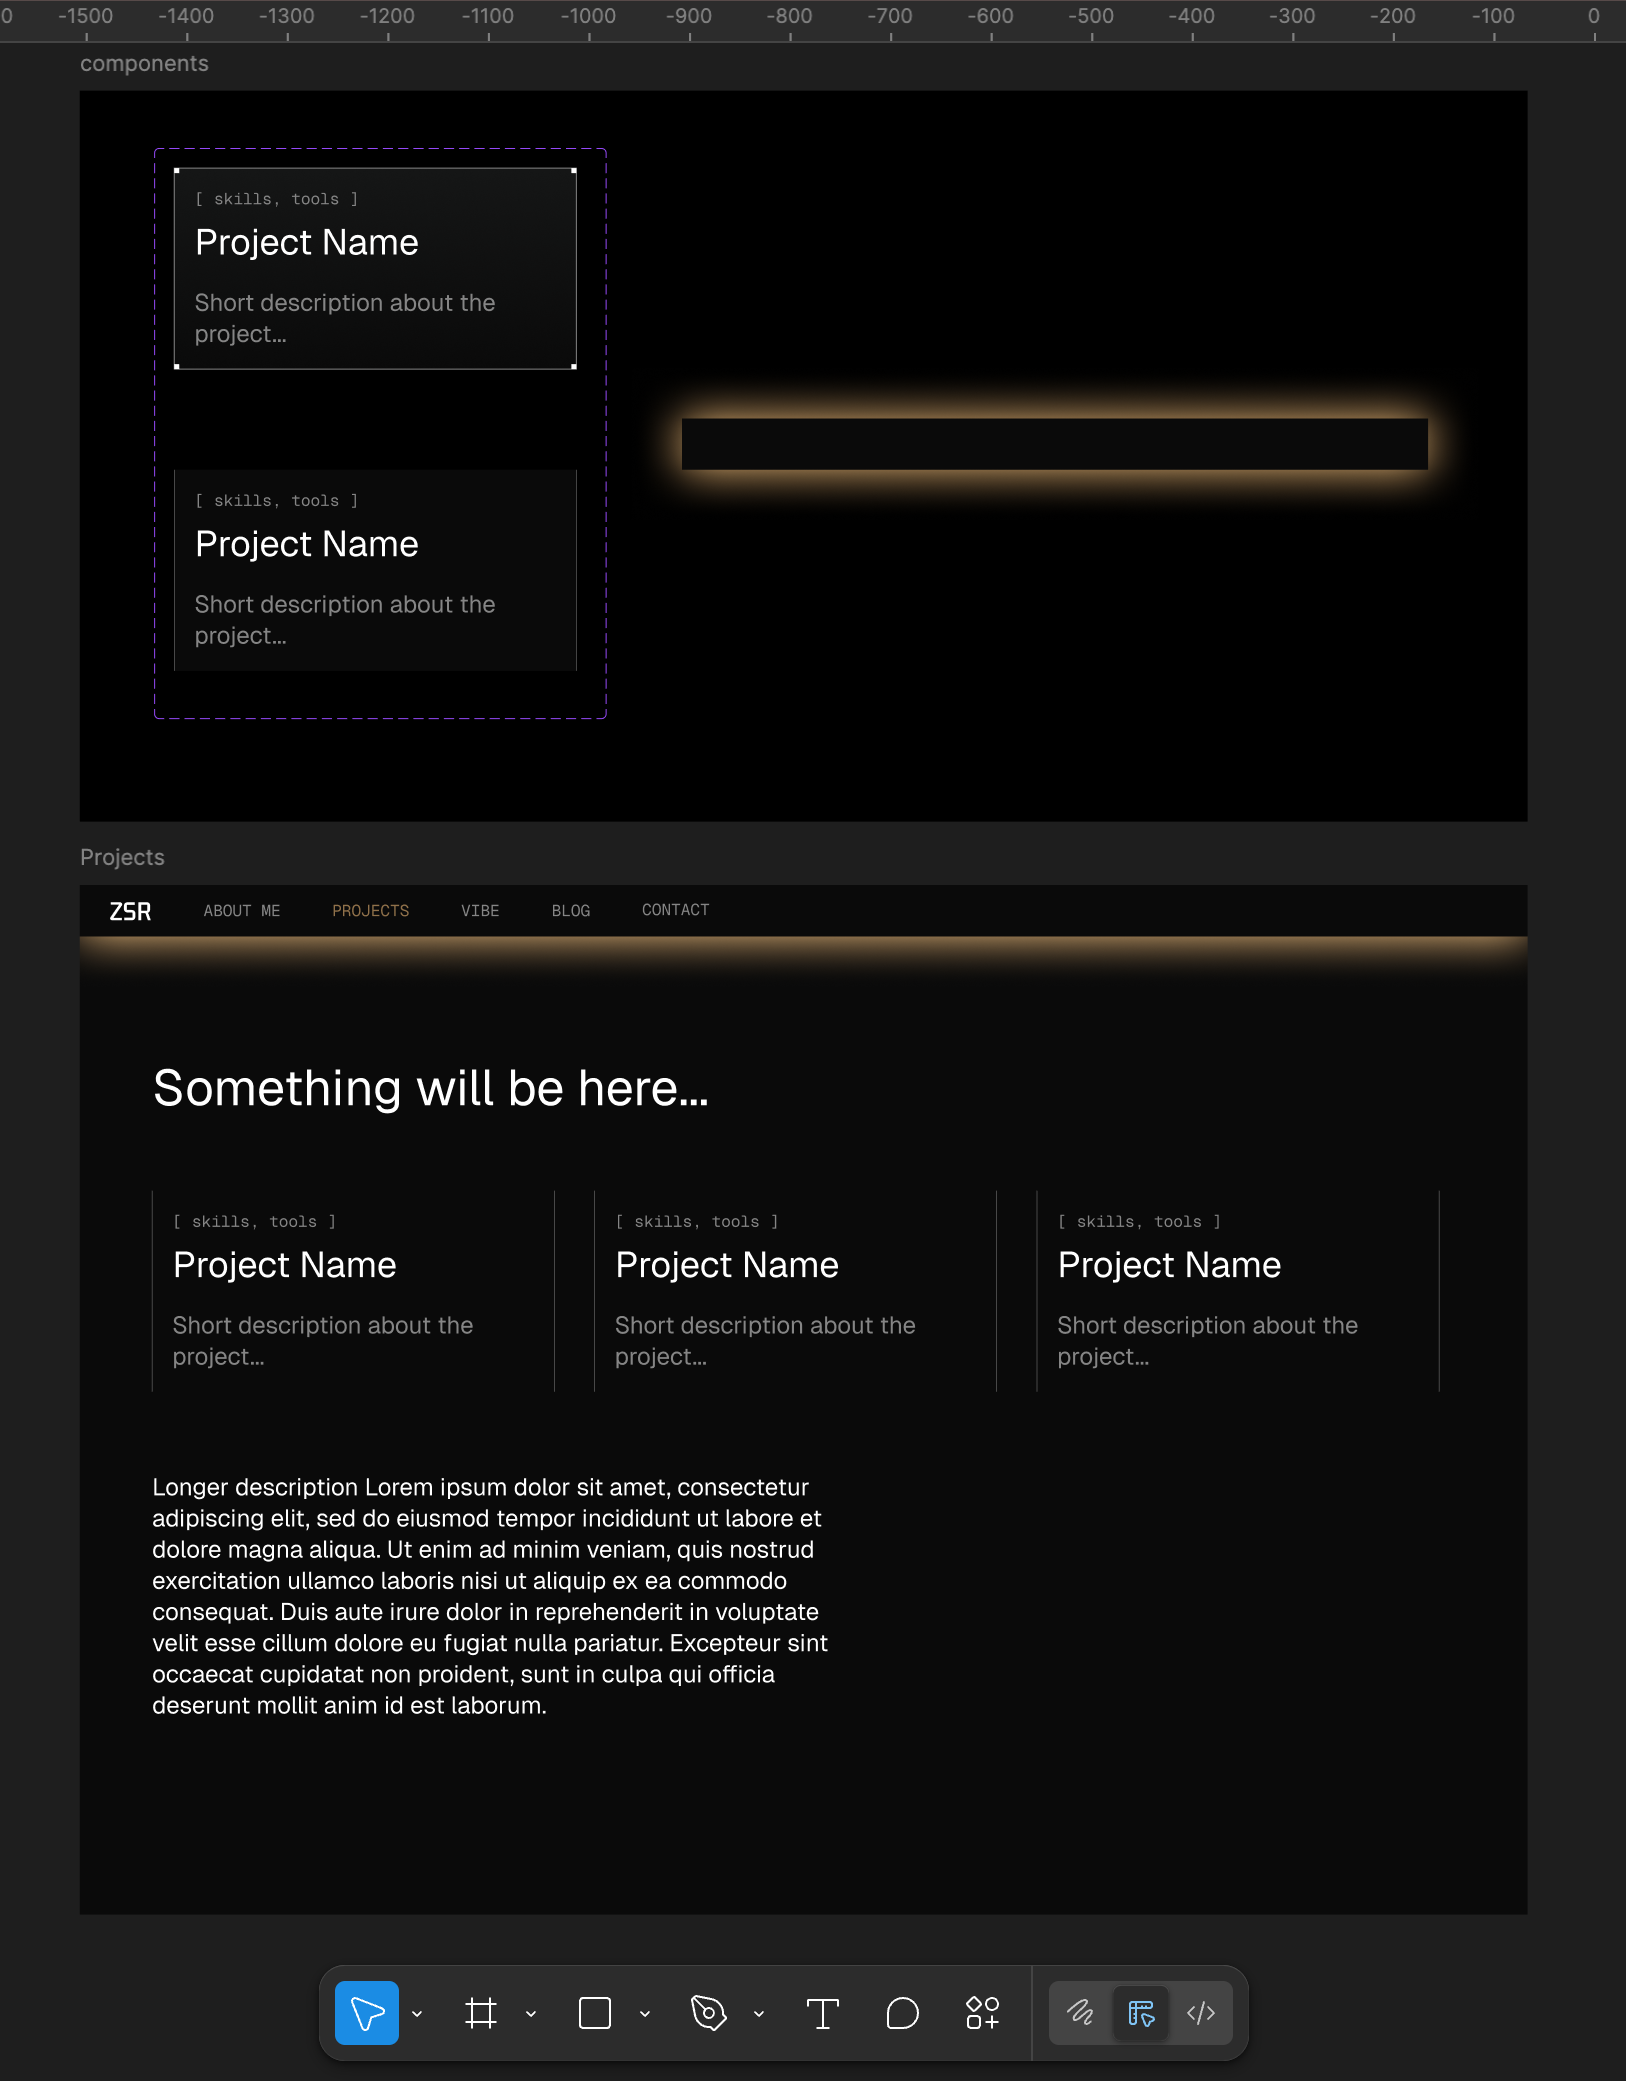 0 -1500 -1400 -1300 -1200 -1100 -1000 -900 -800 -700 -600 -500 -400 -300 -200 -100 0
components
[ skills, tools ]
Project Name
Short description about the
project...
[ skills, tools ]
Project Name
Short description about the
project...
Projects
ZSR ABOUT ME PROJECTS VIBE BLOG CONTACT
Something will be here...
[ skills, tools ]
Project Name
Short description about the
project...
[ skills, tools ]
Project Name
Short description about the
project...
[ skills, tools ]
Project Name
Short description about the
project...
Longer description Lorem ipsum dolor sit amet, consectetur
adipiscing elit, sed do eiusmod tempor incididunt ut labore et
dolore magna aliqua. Ut enim ad minim veniam, quis nostrud
exercitation ullamco laboris nisi ut aliquip ex ea commodo
consequat. Duis aute irure dolor in reprehenderit in voluptate
velit esse cillum dolore eu fugiat nulla pariatur. Excepteur sint
occaecat cupidatat non proident, sunt in culpa qui officia
deserunt mollit anim id est laborum.